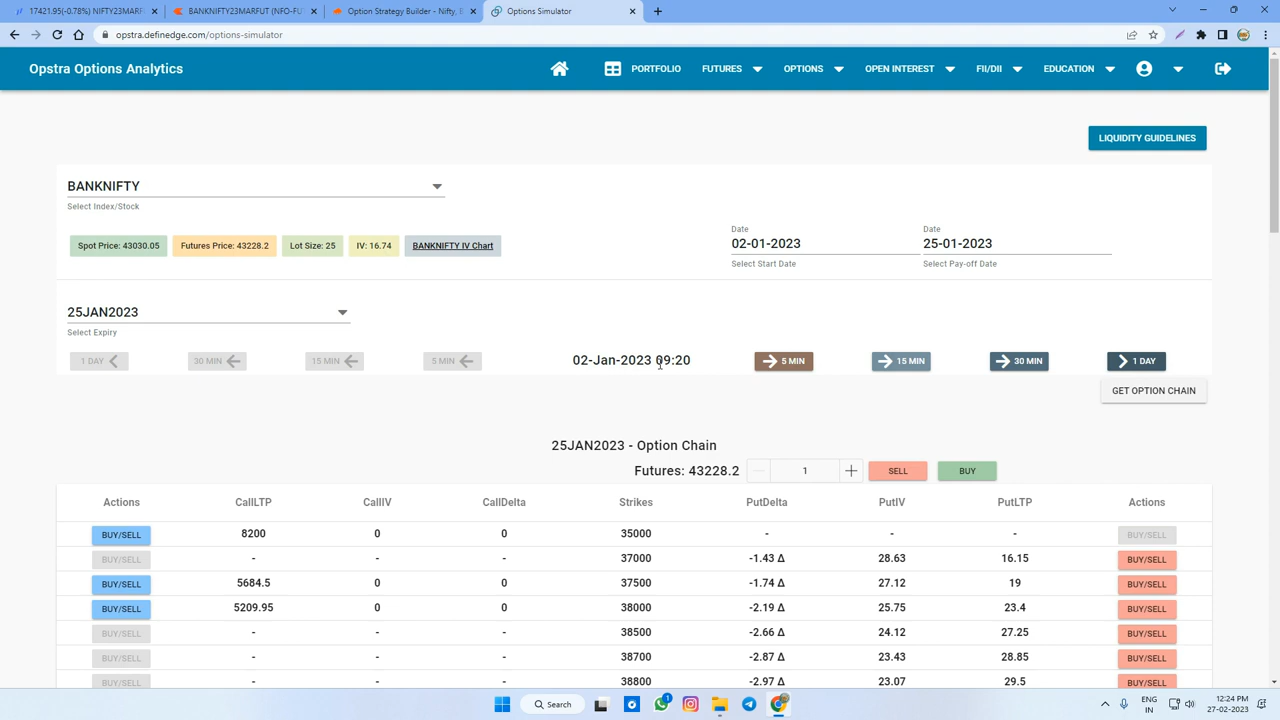 17421.95(-0.78%) NIFTY23MARF
BANKNIFTY23MARFUT (NFO-FU
Option Strategy Builder - Nifty, B
Options Simulator
opstra.definedge.com/options-simulator
Opstra Options Analytics
PORTFOLIO
FUTURES
OPTIONS
OPEN INTEREST
FII/DII
EDUCATION
LIQUIDITY GUIDELINES
BANKNIFTY
Select Index/Stock
Spot Price: 43030.05 Futures Price: 43228.2 Lot Size: 25 IV: 16.74 BANKNIFTY IV Chart
Date
02-01-2023
Select Start Date
Date
25-01-2023
Select Pay-off Date
25JAN2023
Select Expiry
1 DAY 30 MIN 15 MIN 5 MIN 02-Jan-2023 09:20 5 MIN 15 MIN 30 MIN 1 DAY
GET OPTION CHAIN
25JAN2023 - Option Chain
Futures: 43228.2 1 SELL BUY
Actions CallLTP CallIV CallDelta Strikes PutDelta PutIV PutLTP Actions
BUY/SELL 8200 0 0 35000 - - - BUY/SELL
BUY/SELL - - - 37000 -1.43 Δ 28.63 16.15 BUY/SELL
BUY/SELL 5684.5 0 0 37500 -1.74 Δ 27.12 19 BUY/SELL
BUY/SELL 5209.95 0 0 38000 -2.19 Δ 25.75 23.4 BUY/SELL
BUY/SELL - - - 38500 -2.66 Δ 24.12 27.25 BUY/SELL
BUY/SELL - - - 38700 -2.87 Δ 23.43 28.85 BUY/SELL
BUY/SELL - - - 38800 -2.97 Δ 23.07 29.5 BUY/SELL
Search
1
ENG
IN
12:24 PM
27-02-2023